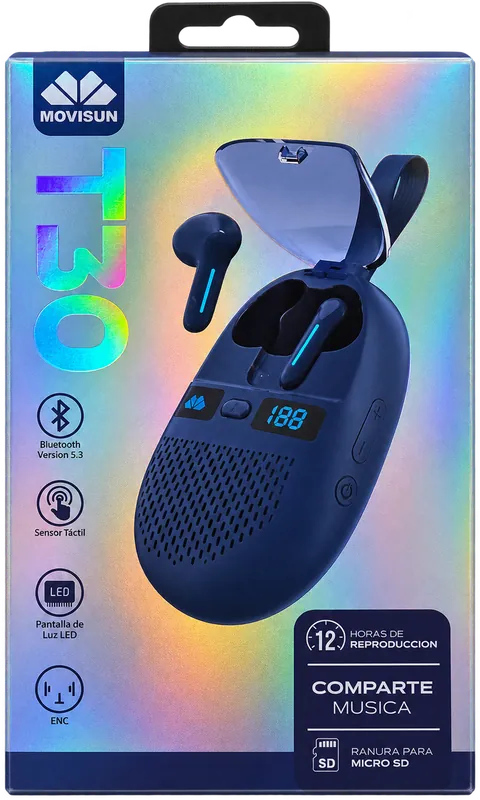 MOVISUN
T30
Bluetooth
Version 5.3
Sensor Táctil
LED
Pantalla de
Luz LED
ENC
188
12
HORAS DE
REPRODUCCION
COMPARTE
MUSICA
SD
RANURA PARA
MICRO SD